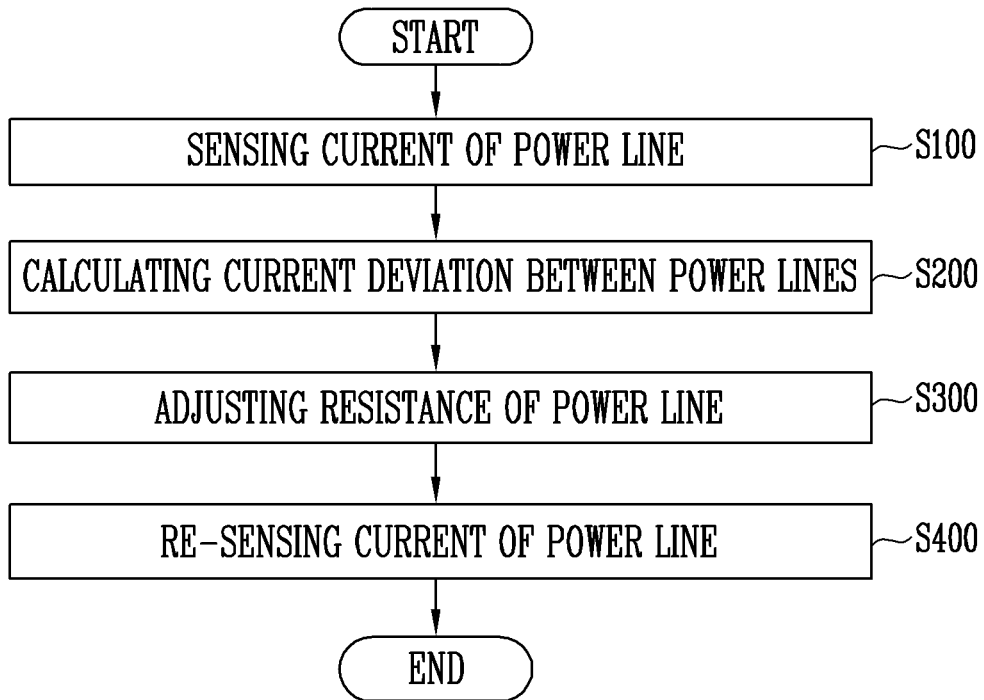 START
SENSING CURRENT OF POWER LINE
S100
CALCULATING CURRENT DEVIATION BETWEEN POWER LINES
S200
ADJUSTING RESISTANCE OF POWER LINE
S300
RE-SENSING CURRENT OF POWER LINE
S400
END